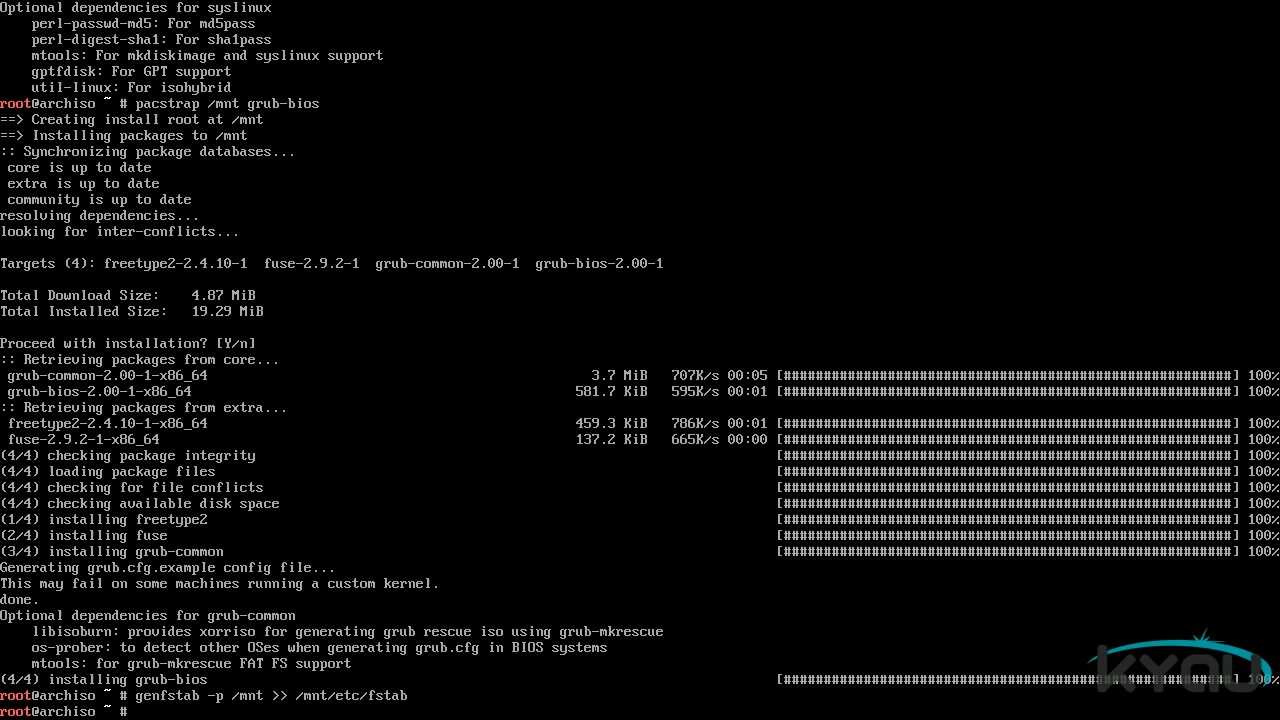 Optional dependencies for syslinux
    perl-passwd-md5: For md5pass
    perl-digest-sha1: For sha1pass
    mtools: For mkdiskimage and syslinux support
    gptfdisk: For GPT support
    util-linux: For isohybrid
root@archiso ~ # pacstrap /mnt grub-bios
==> Creating install root at /mnt
==> Installing packages to /mnt
:: Synchronizing package databases...
 core is up to date
 extra is up to date
 community is up to date
resolving dependencies...
looking for inter-conflicts...

Targets (4): freetype2-2.4.10-1  fuse-2.9.2-1  grub-common-2.00-1  grub-bios-2.00-1

Total Download Size:    4.87 MiB
Total Installed Size:   19.29 MiB

Proceed with installation? [Y/n]
:: Retrieving packages from core...
 grub-common-2.00-1-x86_64    3.7 MiB   707K/s 00:05 [#########################################################] 100%
 grub-bios-2.00-1-x86_64    581.7 KiB   595K/s 00:01 [#########################################################] 100%
:: Retrieving packages from extra...
 freetype2-2.4.10-1-x86_64    459.3 KiB   786K/s 00:01 [#########################################################] 100%
 fuse-2.9.2-1-x86_64    137.2 KiB   665K/s 00:00 [#########################################################] 100%
(4/4) checking package integrity    [#########################################################] 100%
(4/4) loading package files    [#########################################################] 100%
(4/4) checking for file conflicts    [#########################################################] 100%
(4/4) checking available disk space    [#########################################################] 100%
(1/4) installing freetype2    [#########################################################] 100%
(2/4) installing fuse    [#########################################################] 100%
(3/4) installing grub-common    [#########################################################] 100%
Generating grub.cfg.example config file...
This may fail on some machines running a custom kernel.
done.
Optional dependencies for grub-common
    libisoburn: provides xorriso for generating grub rescue iso using grub-mkrescue
    os-prober: to detect other OSes when generating grub.cfg in BIOS systems
    mtools: for grub-mkrescue FAT FS support
(4/4) installing grub-bios    [#########################################################] 100%
root@archiso ~ # genfstab -p /mnt >> /mnt/etc/fstab
root@archiso ~ #
kyau